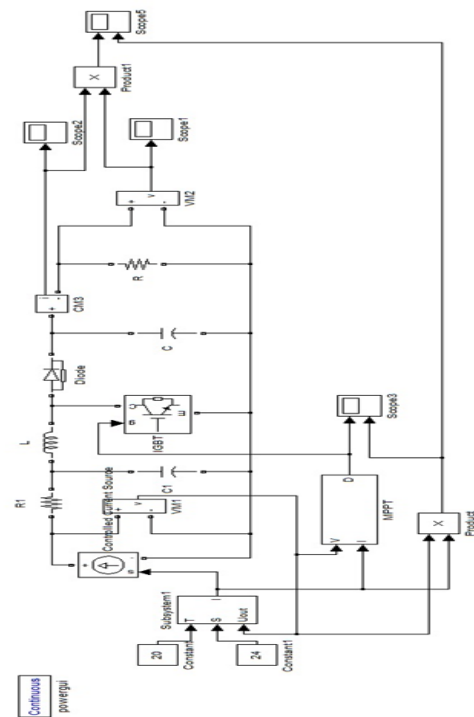 Continuous
powergui
R1
L
Diode
+
-
i
CM3
Scope2
X
Product1
Scope5
Controlled Current Source
s
+
-
+
-
v
VM1
C1
g
C
E
IGBT
C
R
+
-
v
VM2
Scope1
20
Constant
24
Constant1
T
S
Uout
I
Subsystem1
V
I
D
MPPT
Scope3
X
Product